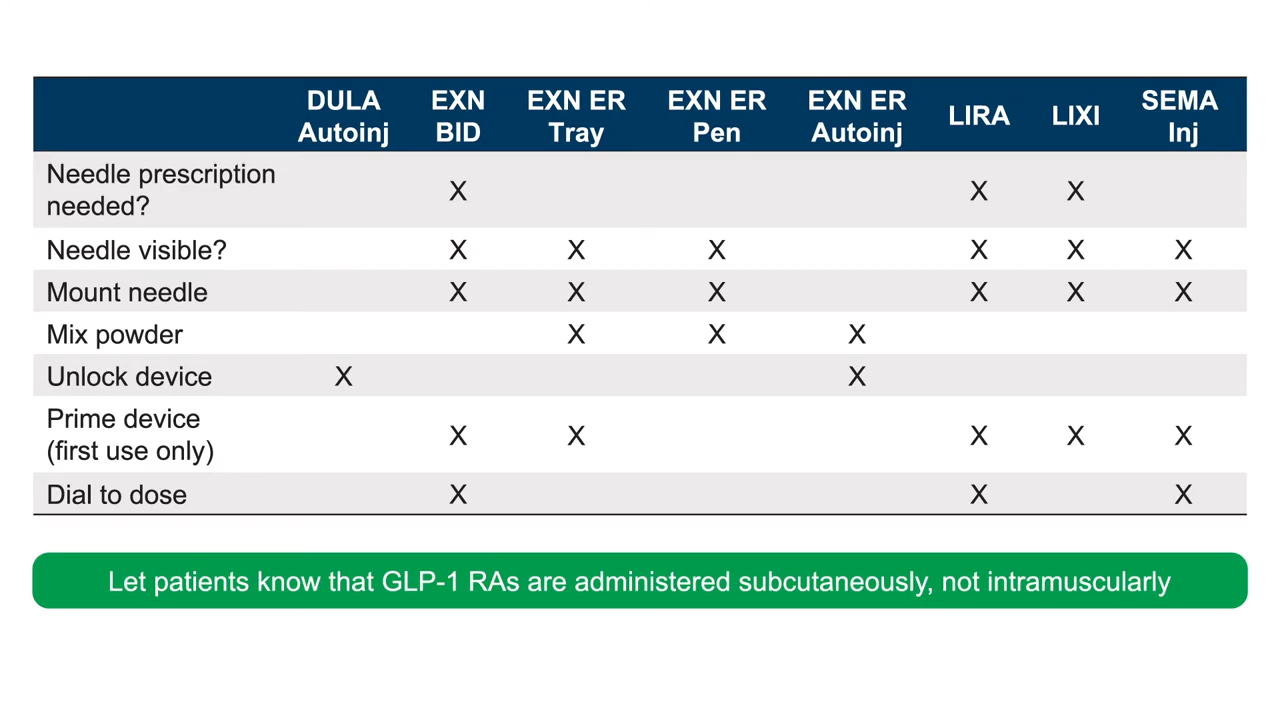 DULA Autoinj EXN BID EXN ER Tray EXN ER Pen EXN ER Autoinj LIRA LIXI SEMA Inj
Needle prescription needed? X X X
Needle visible? X X X X X X
Mount needle X X X X X X
Mix powder X X X
Unlock device X X
Prime device (first use only) X X X X X
Dial to dose X X X
Let patients know that GLP-1 RAs are administered subcutaneously, not intramuscularly